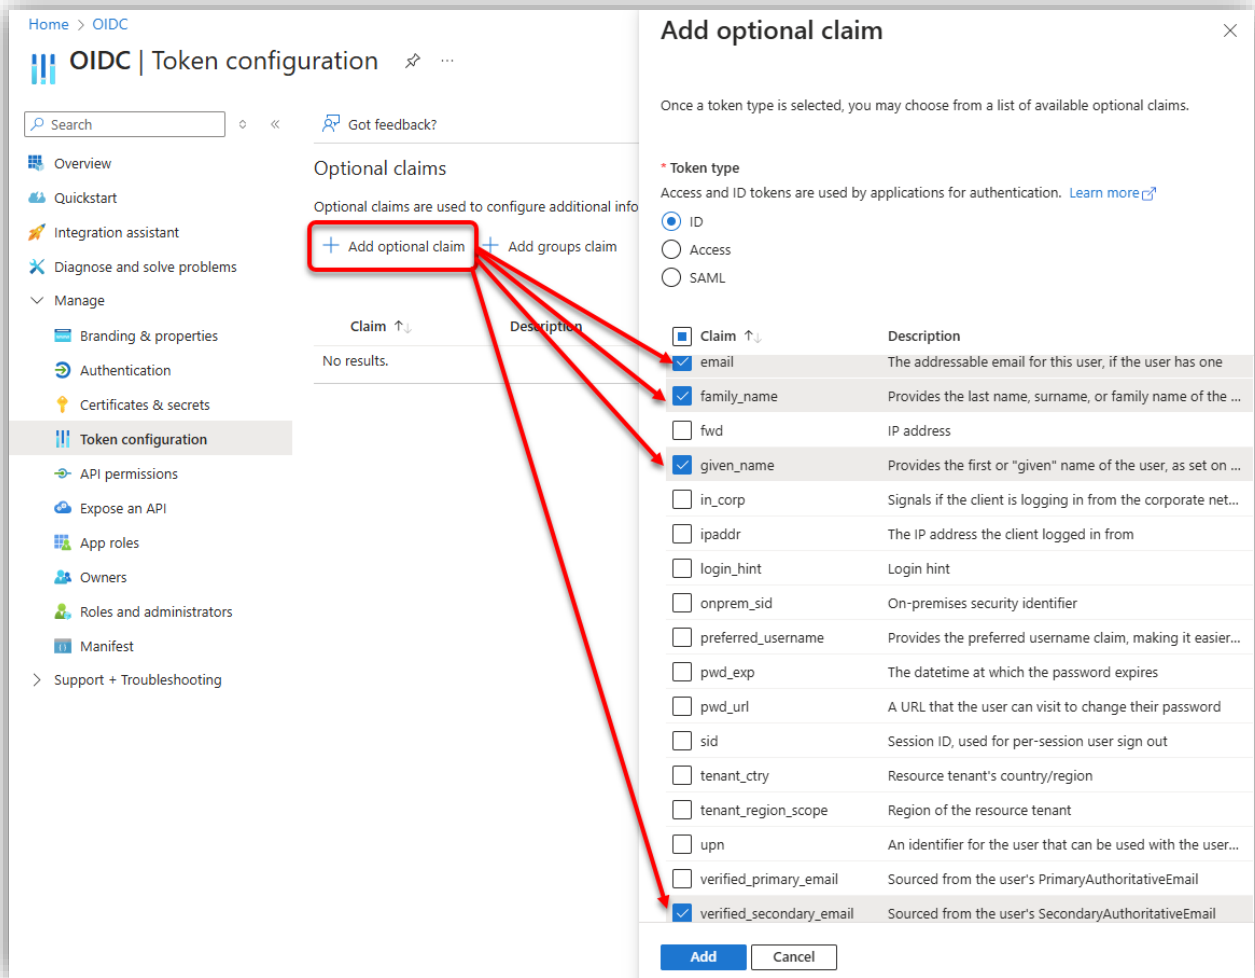 Home > OIDC
OIDC | Token configuration
Search
Overview
Quickstart
Integration assistant
Diagnose and solve problems
Manage
Branding & properties
Authentication
Certificates & secrets
Token configuration
API permissions
Expose an API
App roles
Owners
Roles and administrators
Manifest
Support + Troubleshooting
Got feedback?
Optional claims
Optional claims are used to configure additional info
Add optional claim
Add groups claim
Claim Description
No results.
Add optional claim
Once a token type is selected, you may choose from a list of available optional claims.
* Token type
Access and ID tokens are used by applications for authentication. Learn more
ID
Access
SAML
Claim Description
email The addressable email for this user, if the user has one
family_name Provides the last name, surname, or family name of the ...
fwd IP address
given_name Provides the first or "given" name of the user, as set on ...
in_corp Signals if the client is logging in from the corporate net...
ipaddr The IP address the client logged in from
login_hint Login hint
onprem_sid On-premises security identifier
preferred_username Provides the preferred username claim, making it easier...
pwd_exp The datetime at which the password expires
pwd_url A URL that the user can visit to change their password
sid Session ID, used for per-session user sign out
tenant_ctry Resource tenant's country/region
tenant_region_scope Region of the resource tenant
upn An identifier for the user that can be used with the user...
verified_primary_email Sourced from the user's PrimaryAuthoritativeEmail
verified_secondary_email Sourced from the user's SecondaryAuthoritativeEmail
Add
Cancel